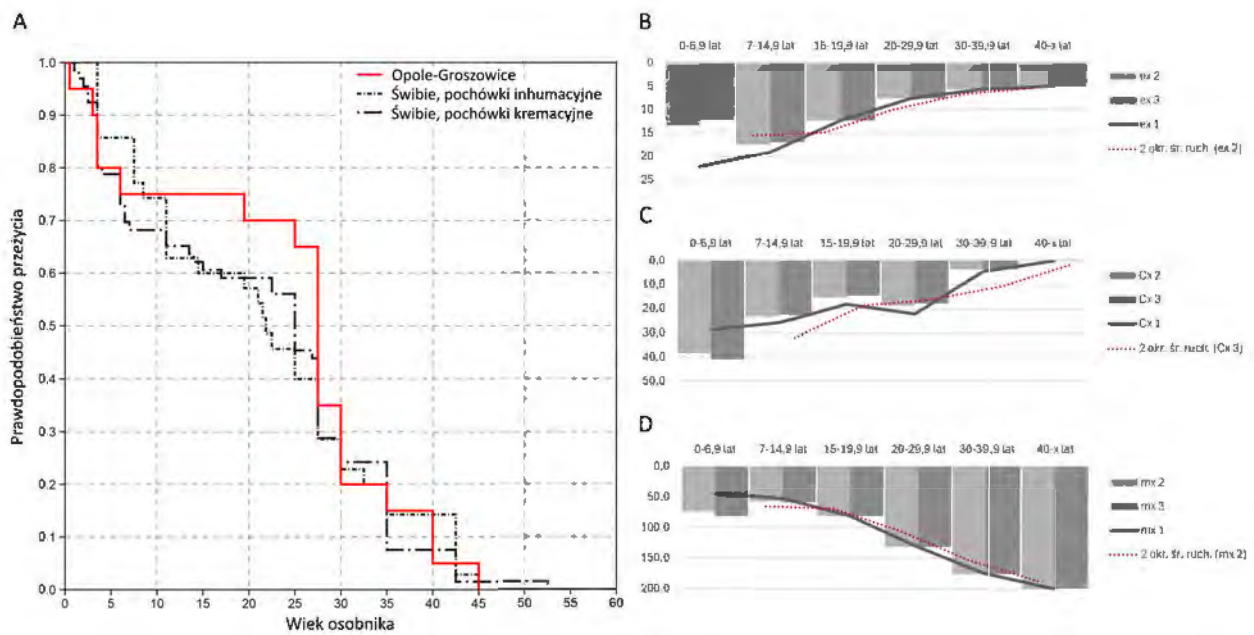 A
Prawdopodobieństwo przeżycia
1.0
0.9
0.8
0.7
0.6
0.5
0.4
0.3
0.2
0.1
0.0
0 5 10 15 20 25 30 35 40 45 50 55 60
Wiek osobnika
Opole-Groszowice
Świbie, pochówki inhumacyjne
Świbie, pochówki kremacyjne
B
0-6,9 lat 7-14,9 lat 15-19,9 lat 20-29,9 lat 30-39,9 lat 40-x lat
0
5
10
15
20
25
ex 2
ex 3
ex 1
2 okr. śr. ruch. (ex 2)
C
0-6,9 lat 7-14,9 lat 15-19,9 lat 20-29,9 lat 30-39,9 lat 40-x lat
0,0
10,0
20,0
30,0
40,0
50,0
Cx 2
Cx 3
Cx 1
2 okr. śr. ruch. (Cx 3)
D
0-6,9 lat 7-14,9 lat 15-19,9 lat 20-29,9 lat 30-39,9 lat 40-x lat
0,0
50,0
100,0
150,0
200,0
mx 2
mx 3
mx 1
2 okr. śr. ruch. (mx 2)